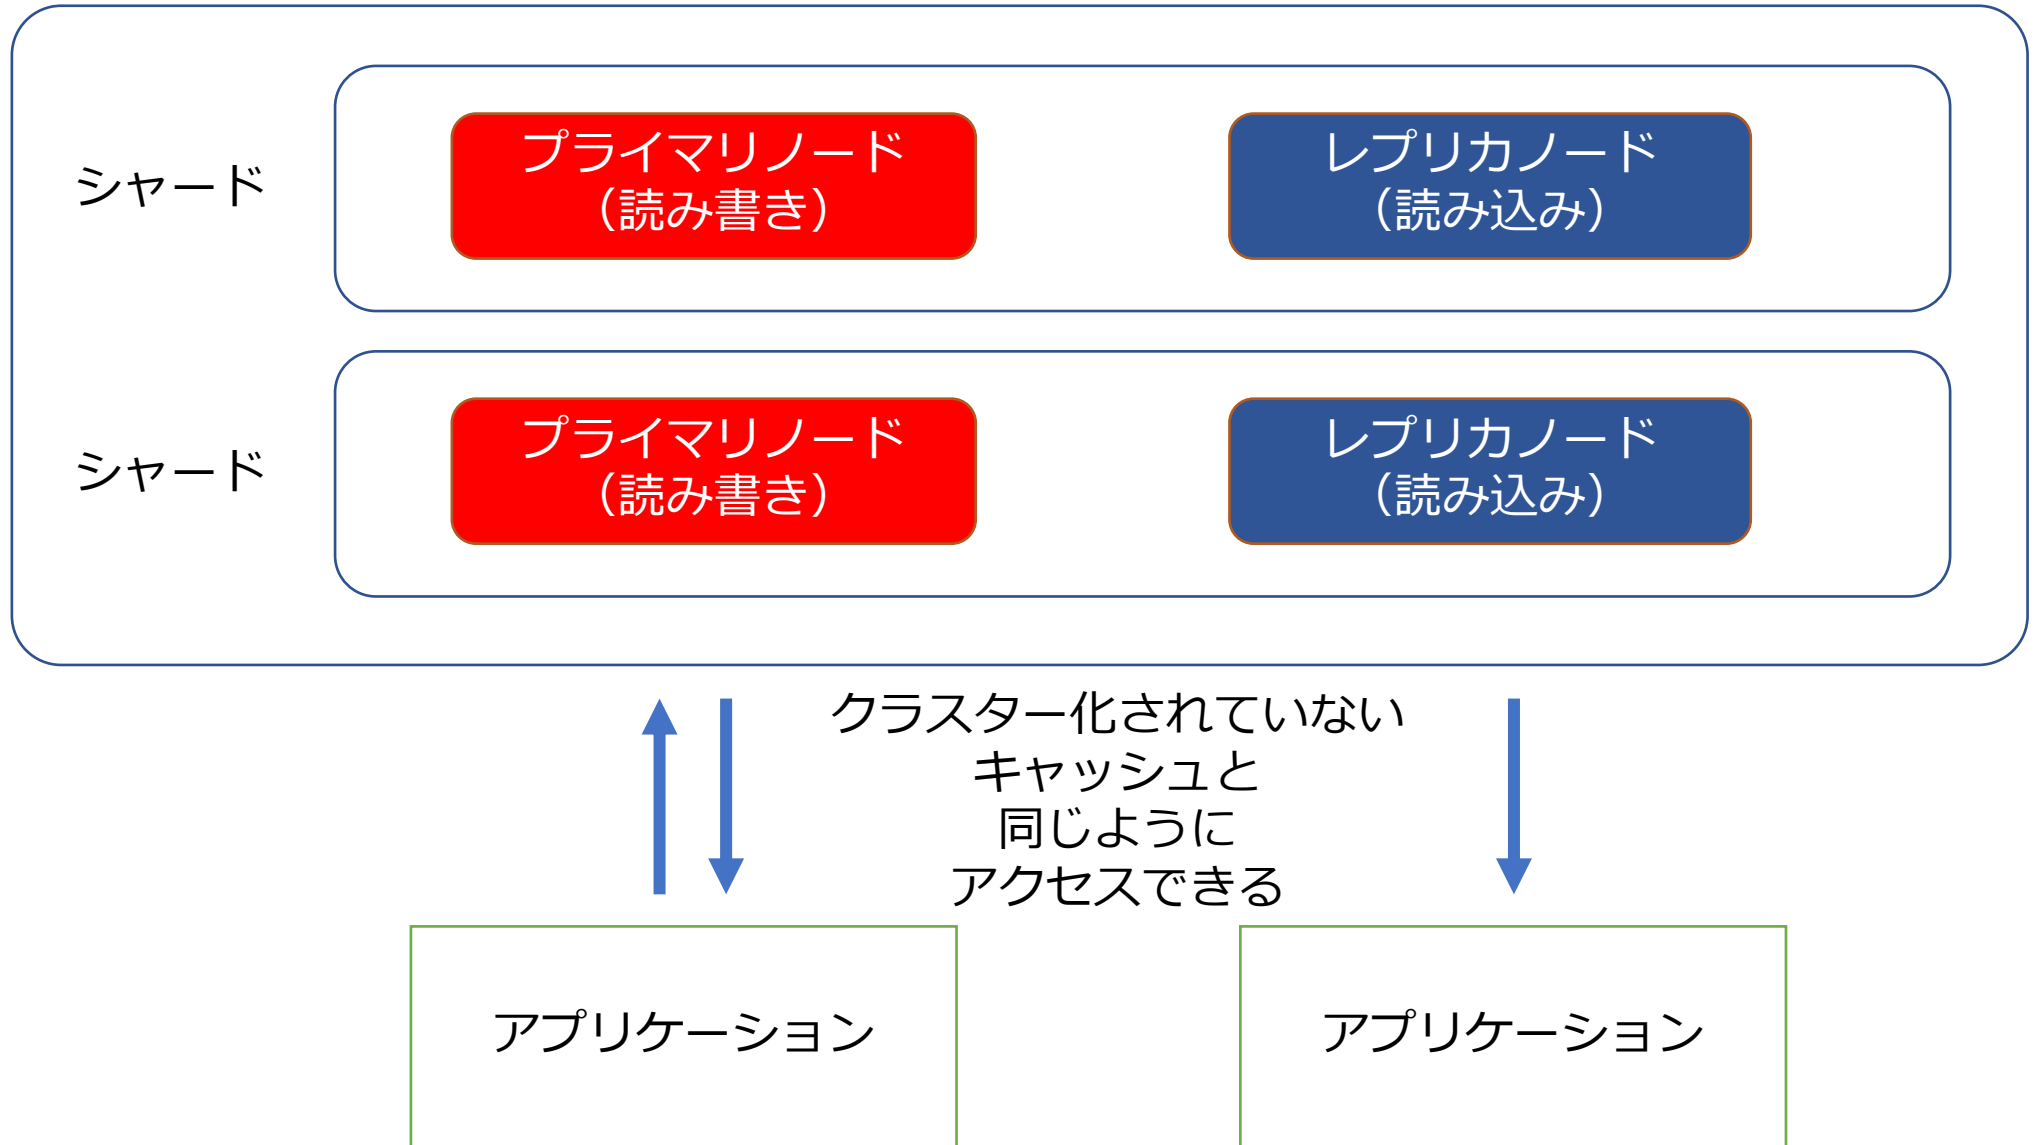 シャード
プライマリノード
（読み書き）
レプリカノード
（読み込み）
シャード
プライマリノード
（読み書き）
レプリカノード
（読み込み）
クラスター化されていない
キャッシュと
同じように
アクセスできる
アプリケーション
アプリケーション